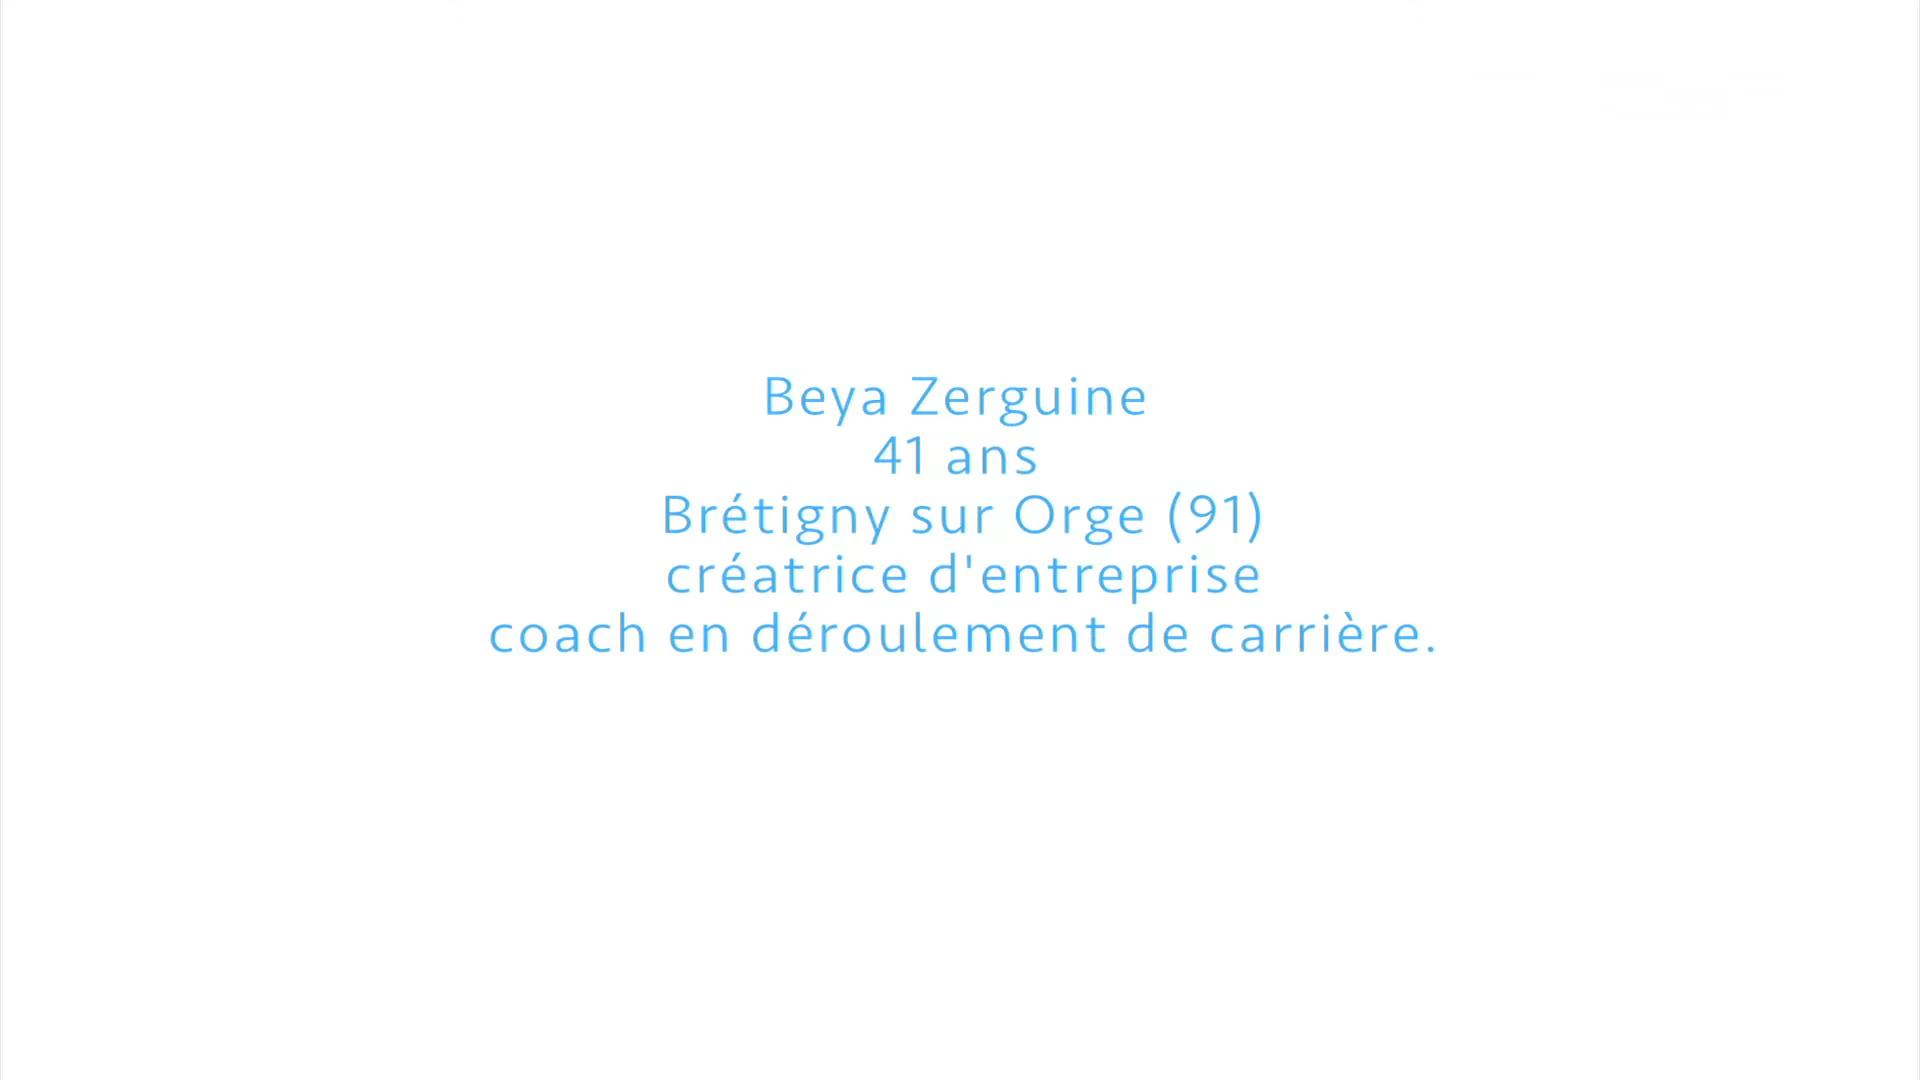 Beya Zerguine
41 ans
Brétigny sur Orge (91)
créatrice d'entreprise
coach en déroulement de carrière.